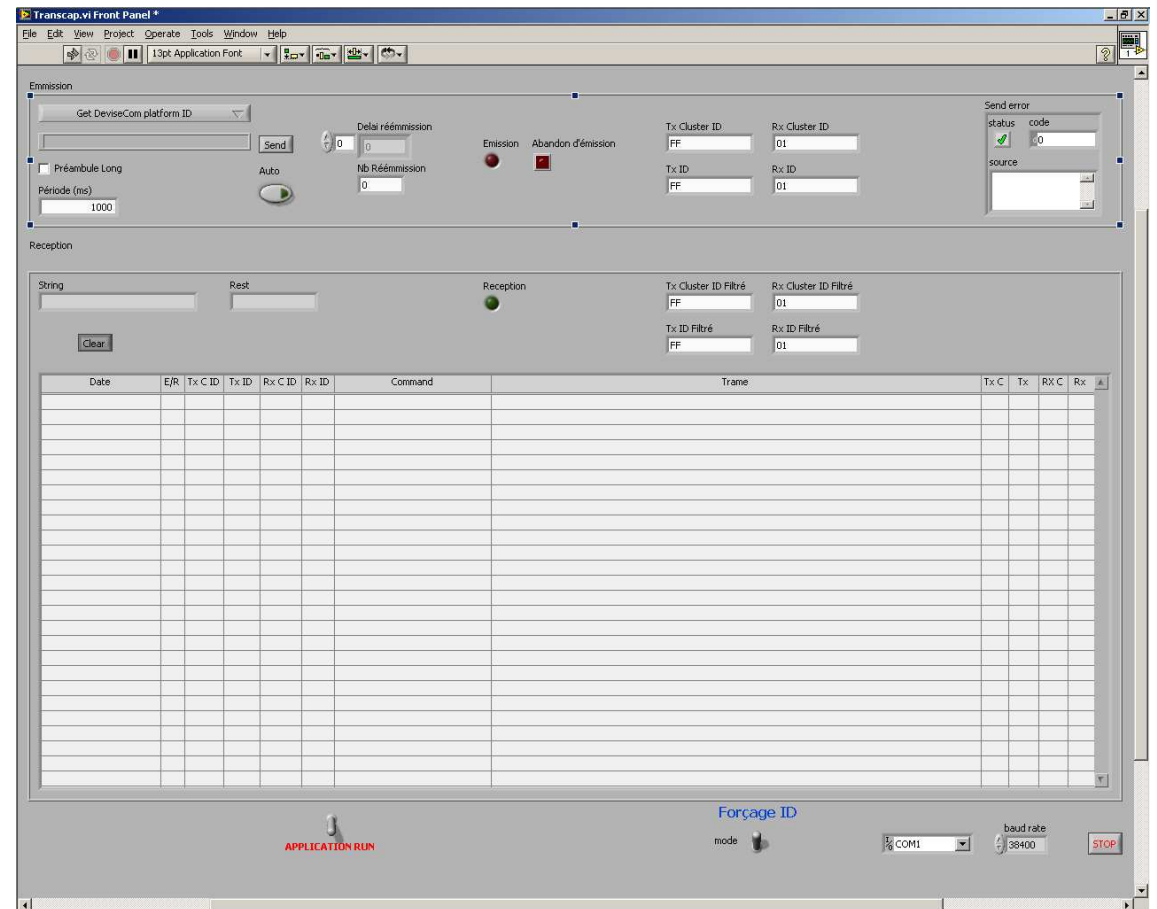 Transcap.vi Front Panel *
File Edit View Project Operate Tools Window Help
13pt Application Font
1
Emmission
Get DeviseCom platform ID
Send
Préambule Long
Période (ms)
1000
Auto
0
Delai réémmission
0
Nb Réémmission
0
Emission
Abandon d'émission
Tx Cluster ID
FF
Rx Cluster ID
01
Tx ID
FF
Rx ID
01
Send error
status code
0
source
Reception
String
Rest
Clear
Reception
Tx Cluster ID Filtré
FF
Rx Cluster ID Filtré
01
Tx ID Filtré
FF
Rx ID Filtré
01
Date E/R Tx C ID Tx ID Rx C ID Rx ID Command Trame Tx C Tx RX C Rx
APPLICATION RUN
Forçage ID
mode
COM1
baud rate
38400
STOP